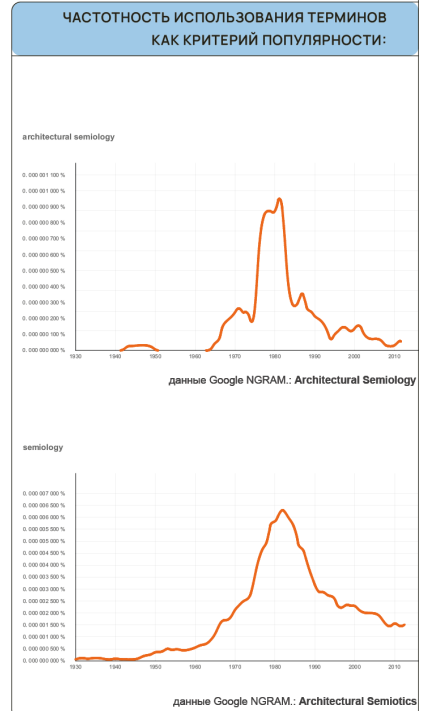 ЧАСТОТНОСТЬ ИСПОЛЬЗОВАНИЯ ТЕРМИНОВ
КАК КРИТЕРИЙ ПОПУЛЯРНОСТИ:
architectural semiology
0. 000 001 100 %
0. 000 001 000 %
0. 000 000 900 %
0. 000 000 800 %
0. 000 000 700 %
0. 000 000 600 %
0. 000 000 500 %
0. 000 000 400 %
0. 000 000 300 %
0. 000 000 200 %
0. 000 000 100 %
0. 000 000 000 %
1930 1940 1950 1960 1970 1980 1990 2000 2010
данные Google NGRAM.: Architectural Semiology
semiology
0. 000 007 000 %
0. 000 006 500 %
0. 000 006 000 %
0. 000 005 500 %
0. 000 005 000 %
0. 000 004 500 %
0. 000 004 000 %
0. 000 003 500 %
0. 000 003 000 %
0. 000 002 500 %
0. 000 002 000 %
0. 000 001 500 %
0. 000 001 000 %
0. 000 000 500 %
0. 000 000 000 %
1930 1940 1950 1960 1970 1980 1990 2000 2010
данные Google NGRAM.: Architectural Semiotics